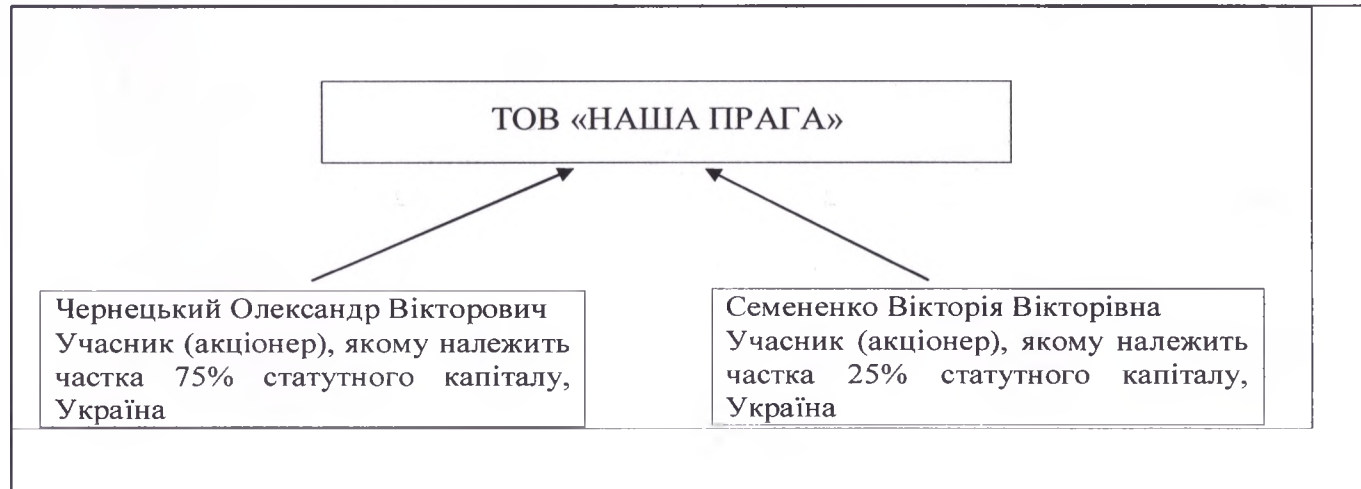 ТОВ «НАША ПРАГА»
Чернецький Олександр Вікторович
Учасник (акціонер), якому належить
частка 75% статутного капіталу,
Україна
Семененко Вікторія Вікторівна
Учасник (акціонер), якому належить
частка 25% статутного капіталу,
Україна